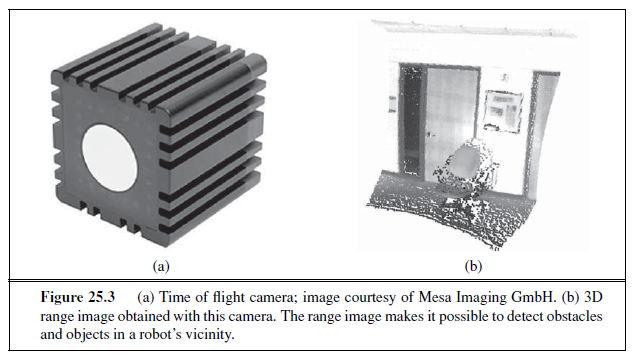 (a)
(b)
Figure 25.3 (a) Time of flight camera; image courtesy of Mesa Imaging GmbH. (b) 3D
range image obtained with this camera. The range image makes it possible to detect obstacles
and objects in a robot’s vicinity.